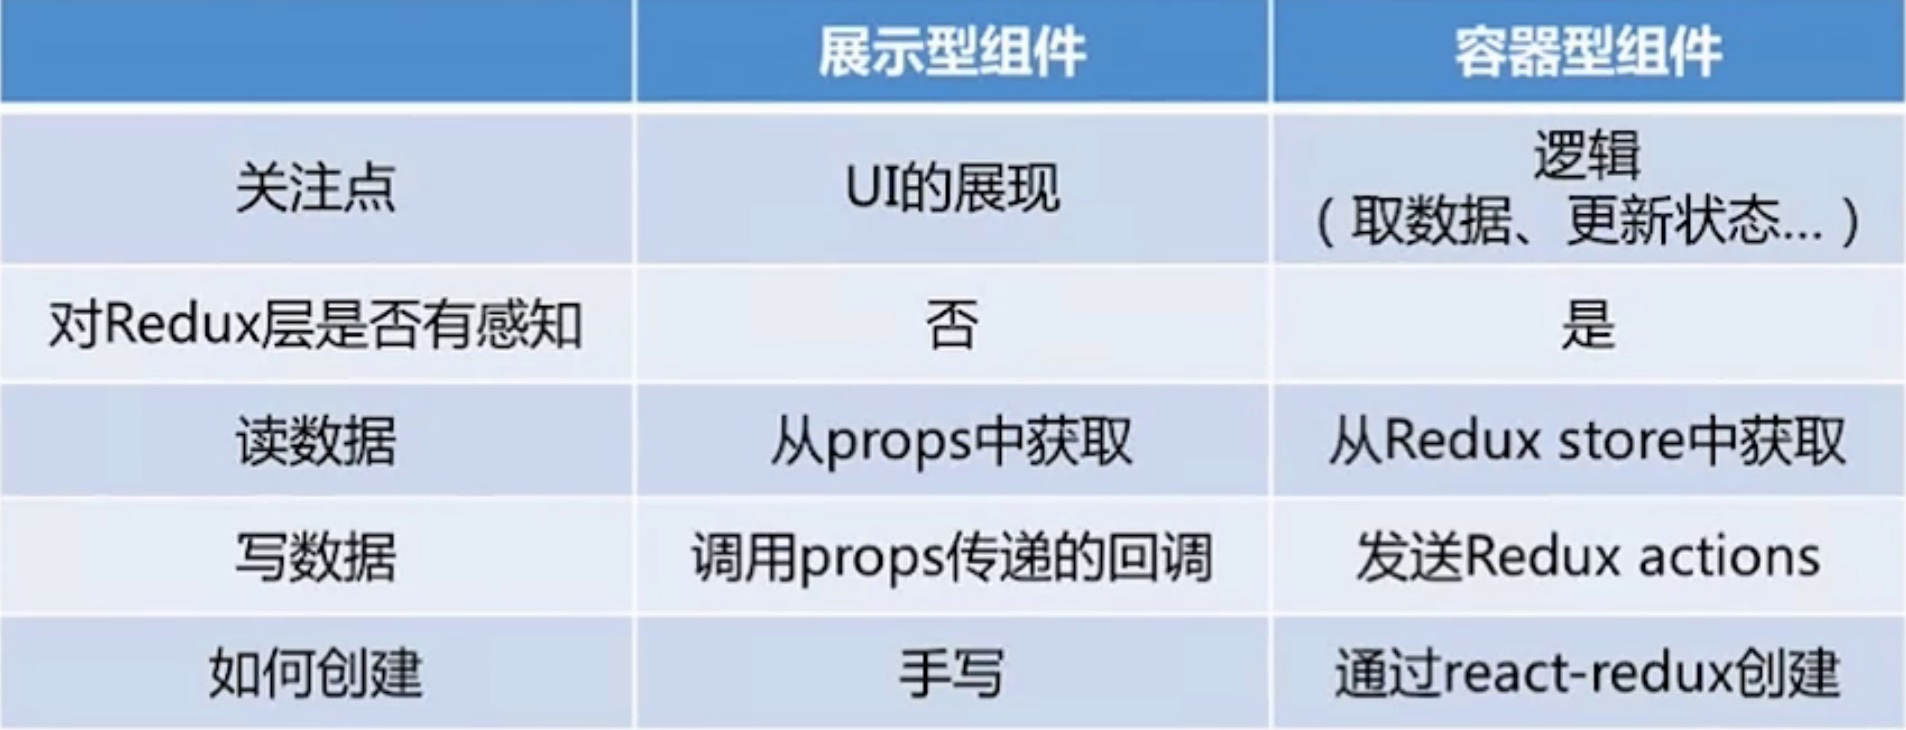 展示型组件
容器型组件
关注点
UI的展现
逻辑
（取数据、更新状态...）
对Redux层是否有感知
否
是
读数据
从props中获取
从Redux store中获取
写数据
调用props传递的回调
发送Redux actions
如何创建
手写
通过react-redux创建